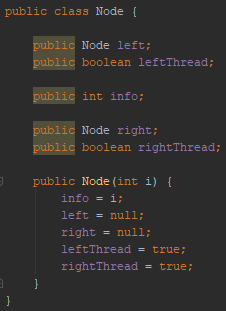 public class Node {
public Node left;
public boolean leftThread;
public int info;
public Node right;
public boolean rightThread;
public Node(int i) {
info = i;
left = null;
right = null;
leftThread = true;
rightThread = true;
}
}